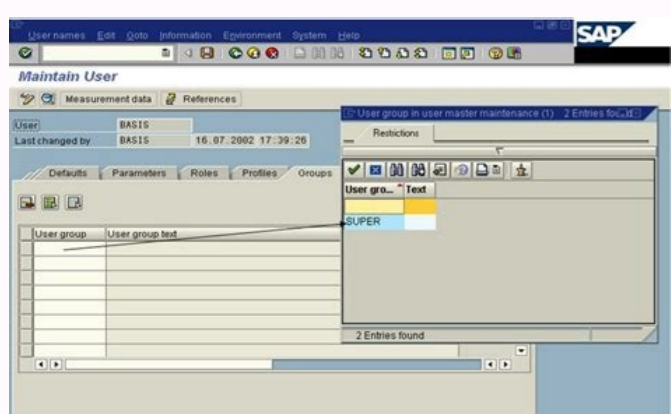 User names Edit Goto Information Environment System Help
SAP
Maintain User
Measurement data References
User BASIS
Last changed by BASIS 16.07.2002 17:39:26
Defaults Parameters Roles Profiles Groups
User group User group text
User group in user master maintenance (1) 2 Entries
Restrictions
User gro... Text
SUPER
2 Entries found